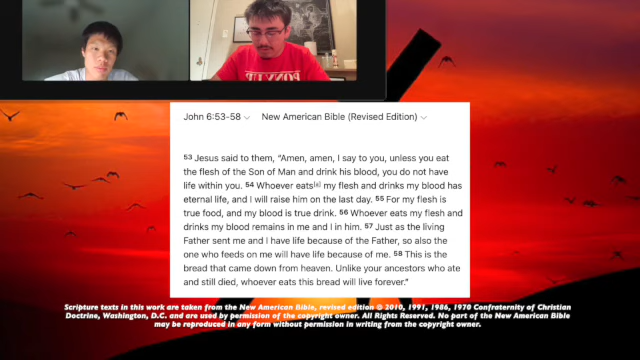 PONY UP
John 6:53-58 New American Bible (Revised Edition)
53 Jesus said to them, “Amen, amen, I say to you, unless you eat
the flesh of the Son of Man and drink his blood, you do not have
life within you. 54 Whoever eats[s] my flesh and drinks my blood has
eternal life, and I will raise him on the last day. 55 For my flesh is
true food, and my blood is true drink. 56 Whoever eats my flesh and
drinks my blood remains in me and I in him. 57 Just as the living
Father sent me and I have life because of the Father, so also the
one who feeds on me will have life because of me. 58 This is the
bread that came down from heaven. Unlike your ancestors who ate
and still died, whoever eats this bread will live forever.”
Scripture texts in this work are taken from the New American Bible, revised edition © 2010, 1991, 1986, 1970 Confraternity of Christian
Doctrine, Washington, D.C. and are used by permission of the copyright owner. All Rights Reserved. No part of the New American Bible
may be reproduced in any form without permission in writing from the copyright owner.